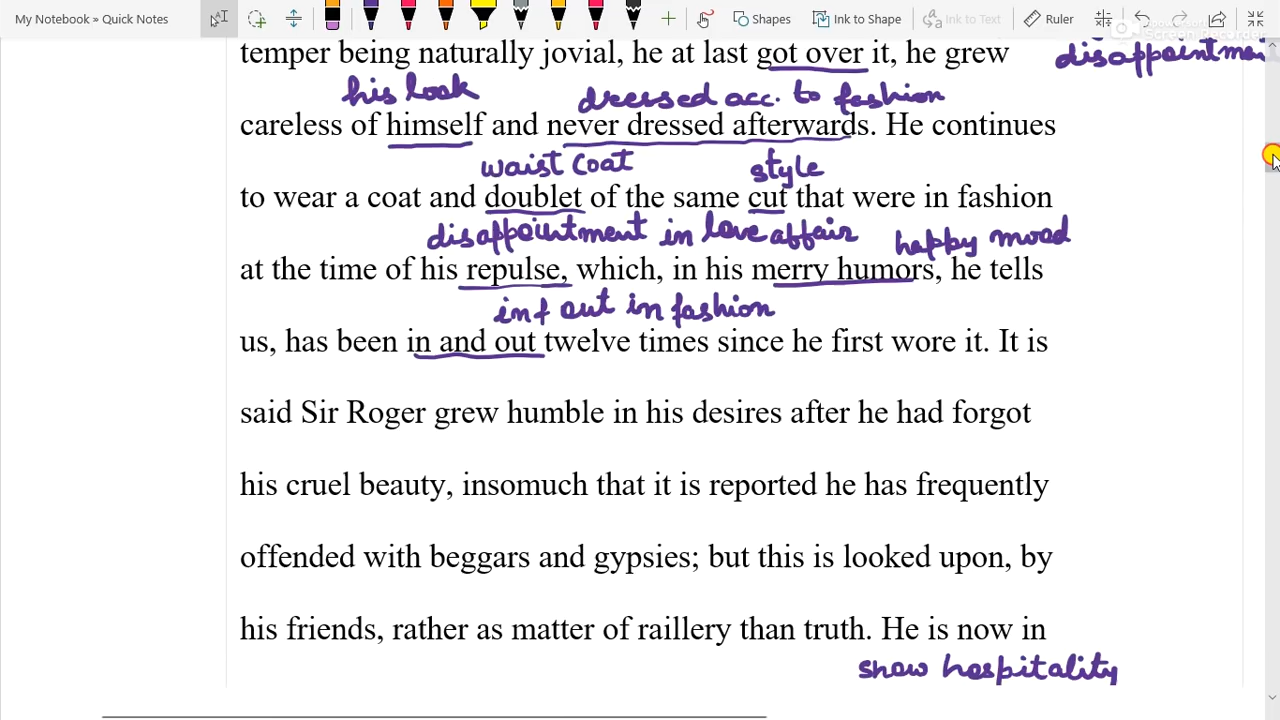 My Notebook » Quick Notes
Shapes Ink to Shape Ink to Text Ruler
Screen Recorder
temper being naturally jovial, he at last got over it, he grew
his look dressed acc. to fashion
careless of himself and never dressed afterwards. He continues
waist coat style
to wear a coat and doublet of the same cut that were in fashion
disappointment in love affair happy mood
at the time of his repulse, which, in his merry humors, he tells
in & out in fashion
us, has been in and out twelve times since he first wore it. It is
said Sir Roger grew humble in his desires after he had forgot
his cruel beauty, insomuch that it is reported he has frequently
offended with beggars and gypsies; but this is looked upon, by
his friends, rather as matter of raillery than truth. He is now in
show hospitality